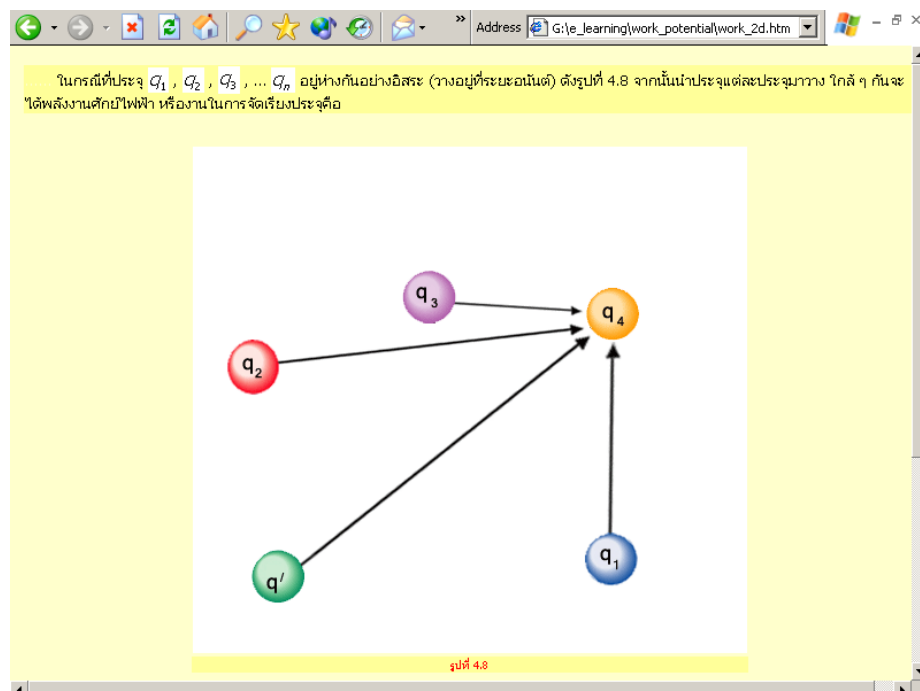 Address G:\e_learning\work_potential\work_2d.htm
ในกรณีที่ประจุ q1 , q2 , q3 , ... qn อยู่ห่างกันอย่างอิสระ (วางอยู่ที่ระยะอนันต์) ดังรูปที่ 4.8 จากนั้นนำประจุแต่ละประจุมาวาง ใกล้ ๆ กันจะ
ได้พลังงานศักย์ไฟฟ้า หรืองานในการจัดเรียงประจุคือ
q3
q4
q2
q1
q/
รูปที่ 4.8